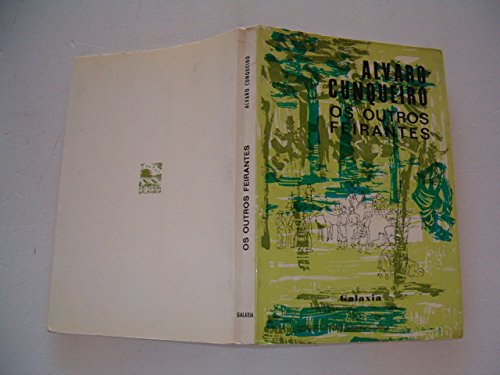 ALVARO
CUNQUEIRO
OS OUTROS
FEIRANTES
Galaxia
ALVARO CUNQUEIRO
OS OUTROS FEIRANTES
GALAXIA